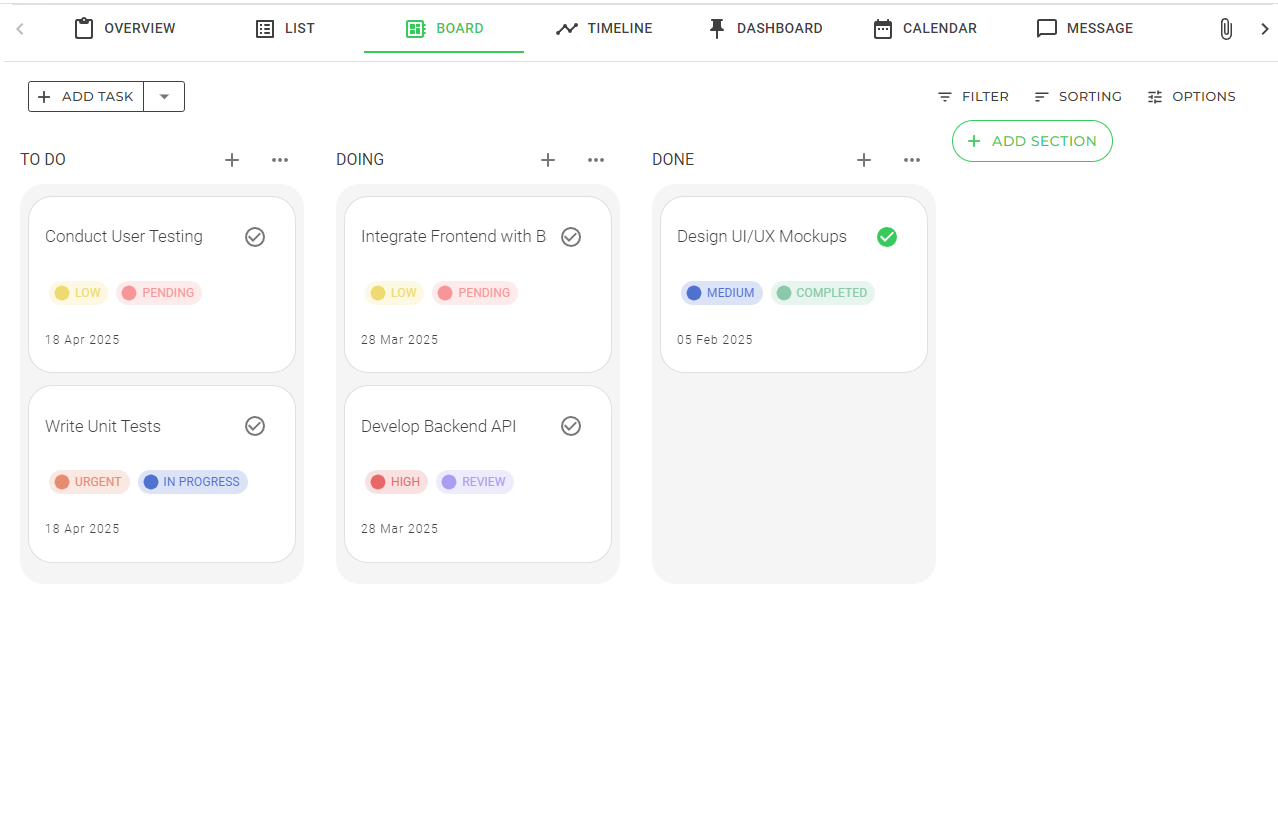 OVERVIEW LIST BOARD TIMELINE DASHBOARD CALENDAR MESSAGE
ADD TASK FILTER SORTING OPTIONS
ADD SECTION
TO DO
Conduct User Testing
LOW PENDING
18 Apr 2025
Write Unit Tests
URGENT IN PROGRESS
18 Apr 2025
DOING
Integrate Frontend with B
LOW PENDING
28 Mar 2025
Develop Backend API
HIGH REVIEW
28 Mar 2025
DONE
Design UI/UX Mockups
MEDIUM COMPLETED
05 Feb 2025